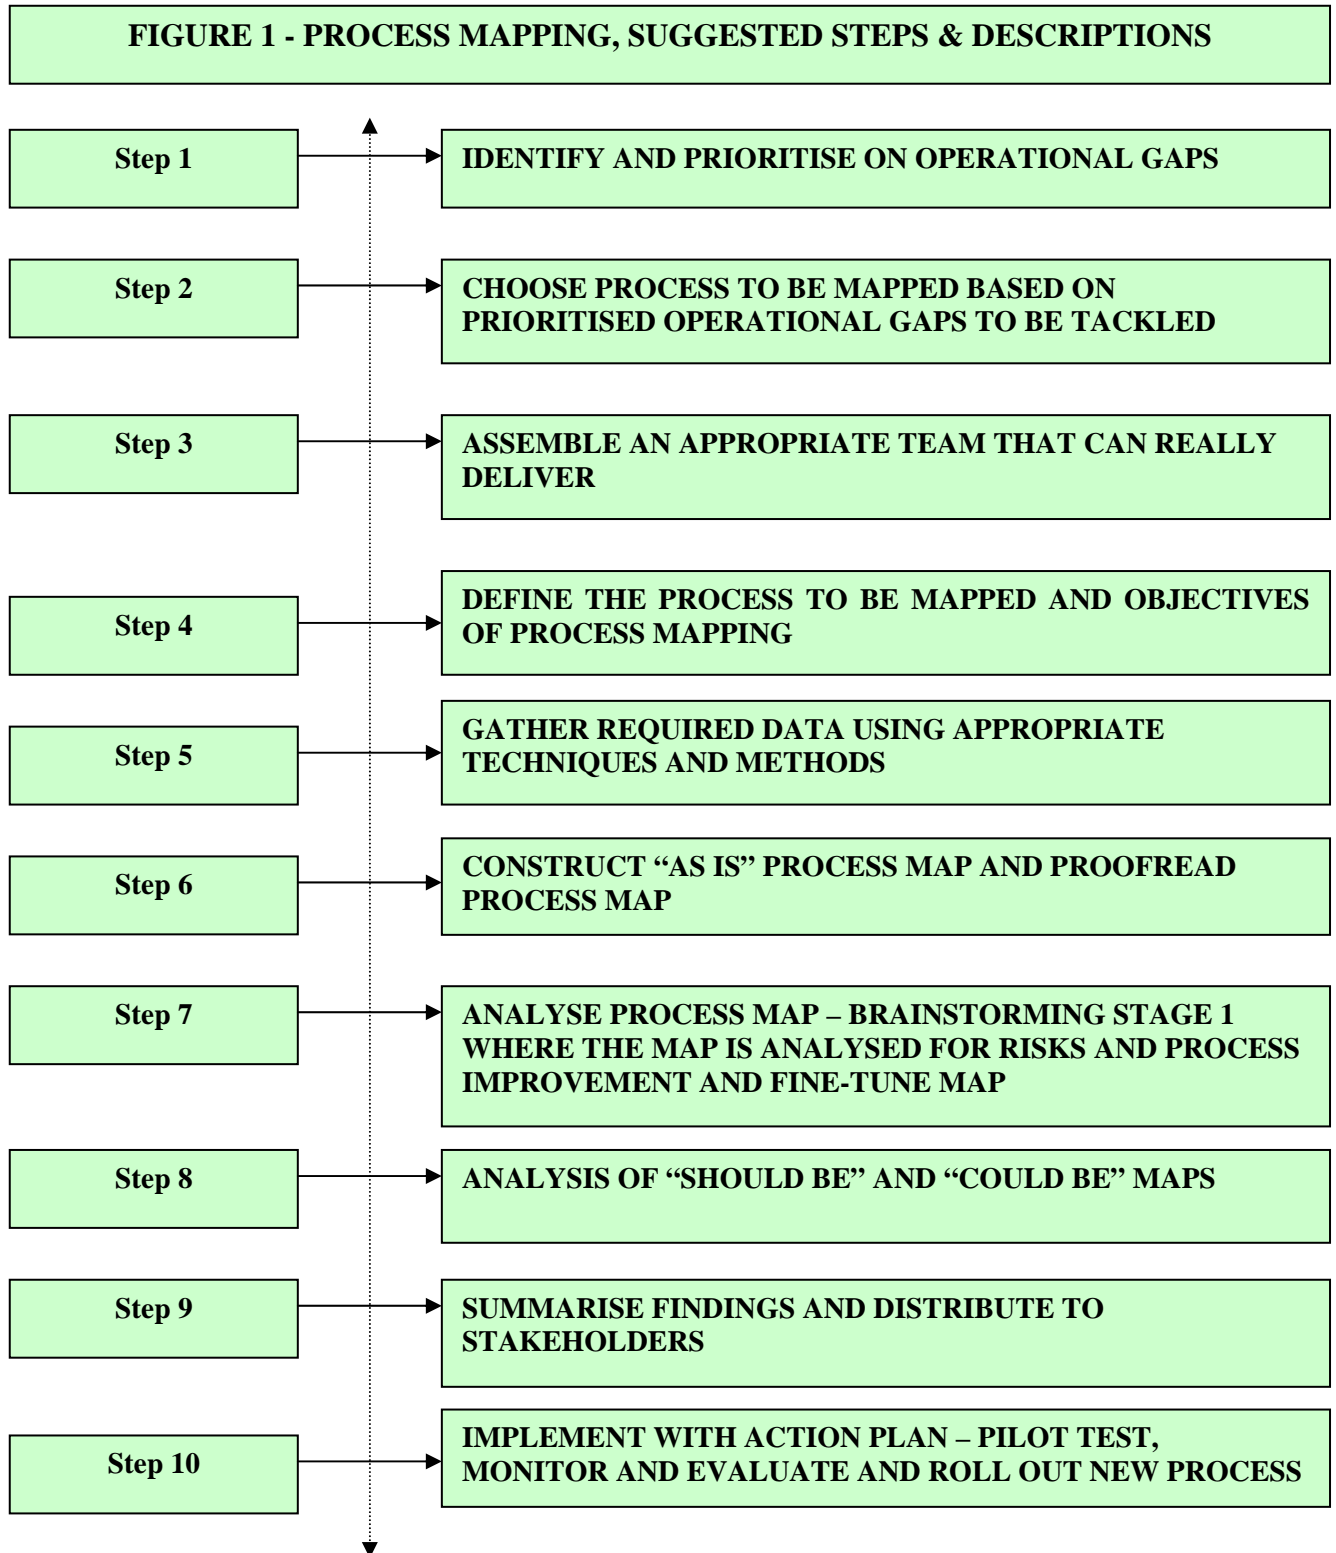 FIGURE 1 - PROCESS MAPPING, SUGGESTED STEPS & DESCRIPTIONS
Step 1
IDENTIFY AND PRIORITISE ON OPERATIONAL GAPS
Step 2
CHOOSE PROCESS TO BE MAPPED BASED ON
PRIORITISED OPERATIONAL GAPS TO BE TACKLED
Step 3
ASSEMBLE AN APPROPRIATE TEAM THAT CAN REALLY
DELIVER
Step 4
DEFINE THE PROCESS TO BE MAPPED AND OBJECTIVES
OF PROCESS MAPPING
Step 5
GATHER REQUIRED DATA USING APPROPRIATE
TECHNIQUES AND METHODS
Step 6
CONSTRUCT “AS IS” PROCESS MAP AND PROOFREAD
PROCESS MAP
Step 7
ANALYSE PROCESS MAP – BRAINSTORMING STAGE 1
WHERE THE MAP IS ANALYSED FOR RISKS AND PROCESS
IMPROVEMENT AND FINE-TUNE MAP
Step 8
ANALYSIS OF “SHOULD BE” AND “COULD BE” MAPS
Step 9
SUMMARISE FINDINGS AND DISTRIBUTE TO
STAKEHOLDERS
Step 10
IMPLEMENT WITH ACTION PLAN – PILOT TEST,
MONITOR AND EVALUATE AND ROLL OUT NEW PROCESS